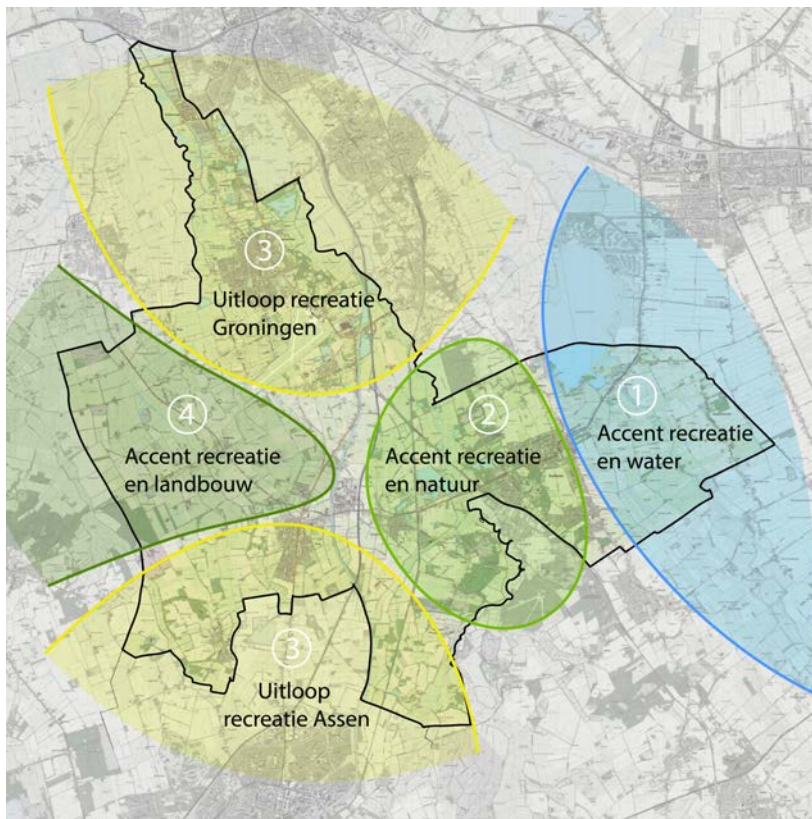 3
Uitloop recreatie
Groningen
4
Accent recreatie
en landbouw
2
Accent recreatie
en natuur
1
Accent recreatie
en water
3
Uitloop
recreatie Assen